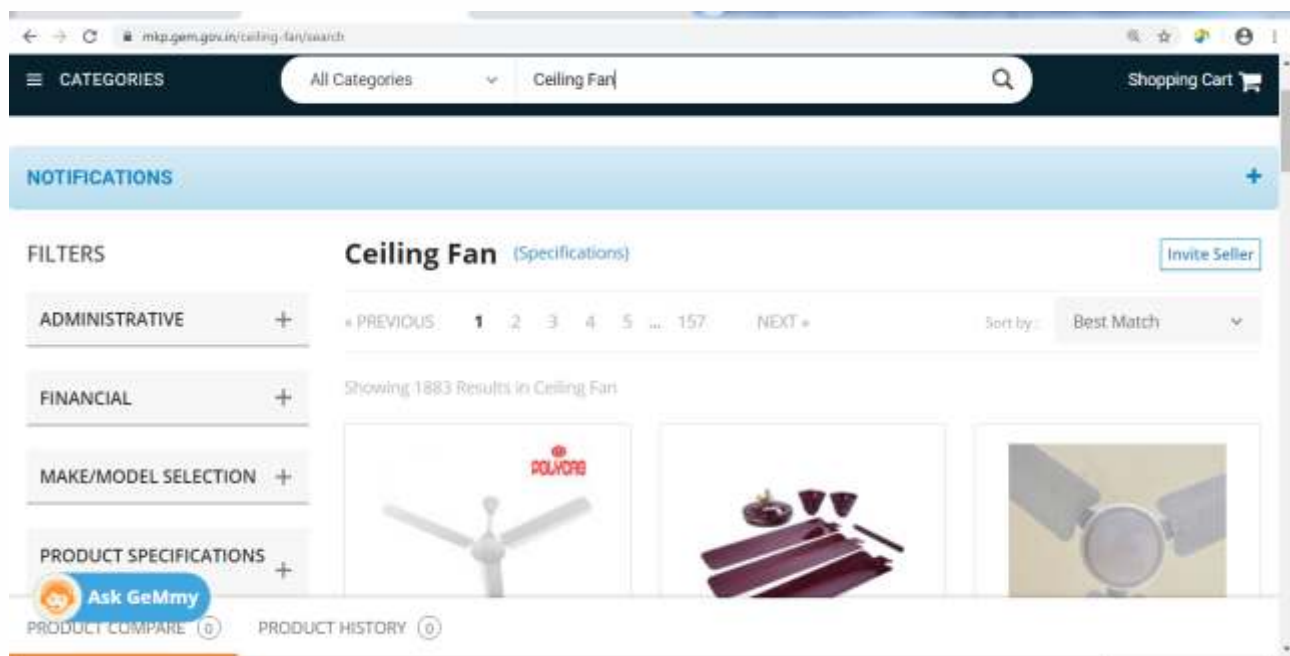 mkp.gem.gov.in/ceiling-fan/search
CATEGORIES
All Categories
Ceiling Fan
Shopping Cart
NOTIFICATIONS
FILTERS
Ceiling Fan (Specifications)
Invite Seller
ADMINISTRATIVE
« PREVIOUS 1 2 3 4 5 ... 157 NEXT »
Sort by : Best Match
FINANCIAL
Showing 1883 Results in Ceiling Fan
MAKE/MODEL SELECTION
POLYCAB
PRODUCT SPECIFICATIONS
Ask GeMmy
PRODUCT COMPARE 0
PRODUCT HISTORY 0